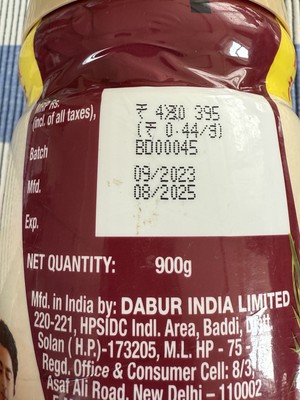 MRP Rs. ₹ 395
(incl. of all taxes), (₹ 0.44/g)
Batch BD00045
Mfd. 09/2023
08/2025
Exp.
NET QUANTITY: 900g
Mfd. in India by: DABUR INDIA LIMITED
220-221, HPSIDC Indl. Area, Baddi, Distt.
Solan (H.P.)-173205, M.L. HP - 75 -
Regd. Office & Consumer Cell: 8/3,
Asaf Ali Road, New Delhi – 110002